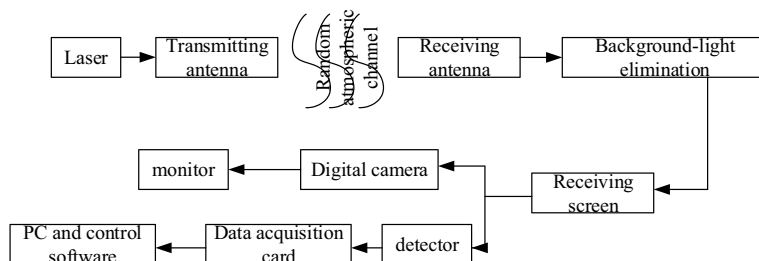 Laser
Transmitting
antenna
Random
atmospheric
channel
Receiving
antenna
Background-light
elimination
monitor
Digital camera
Receiving
screen
PC and control
software
Data acquisition
card
detector